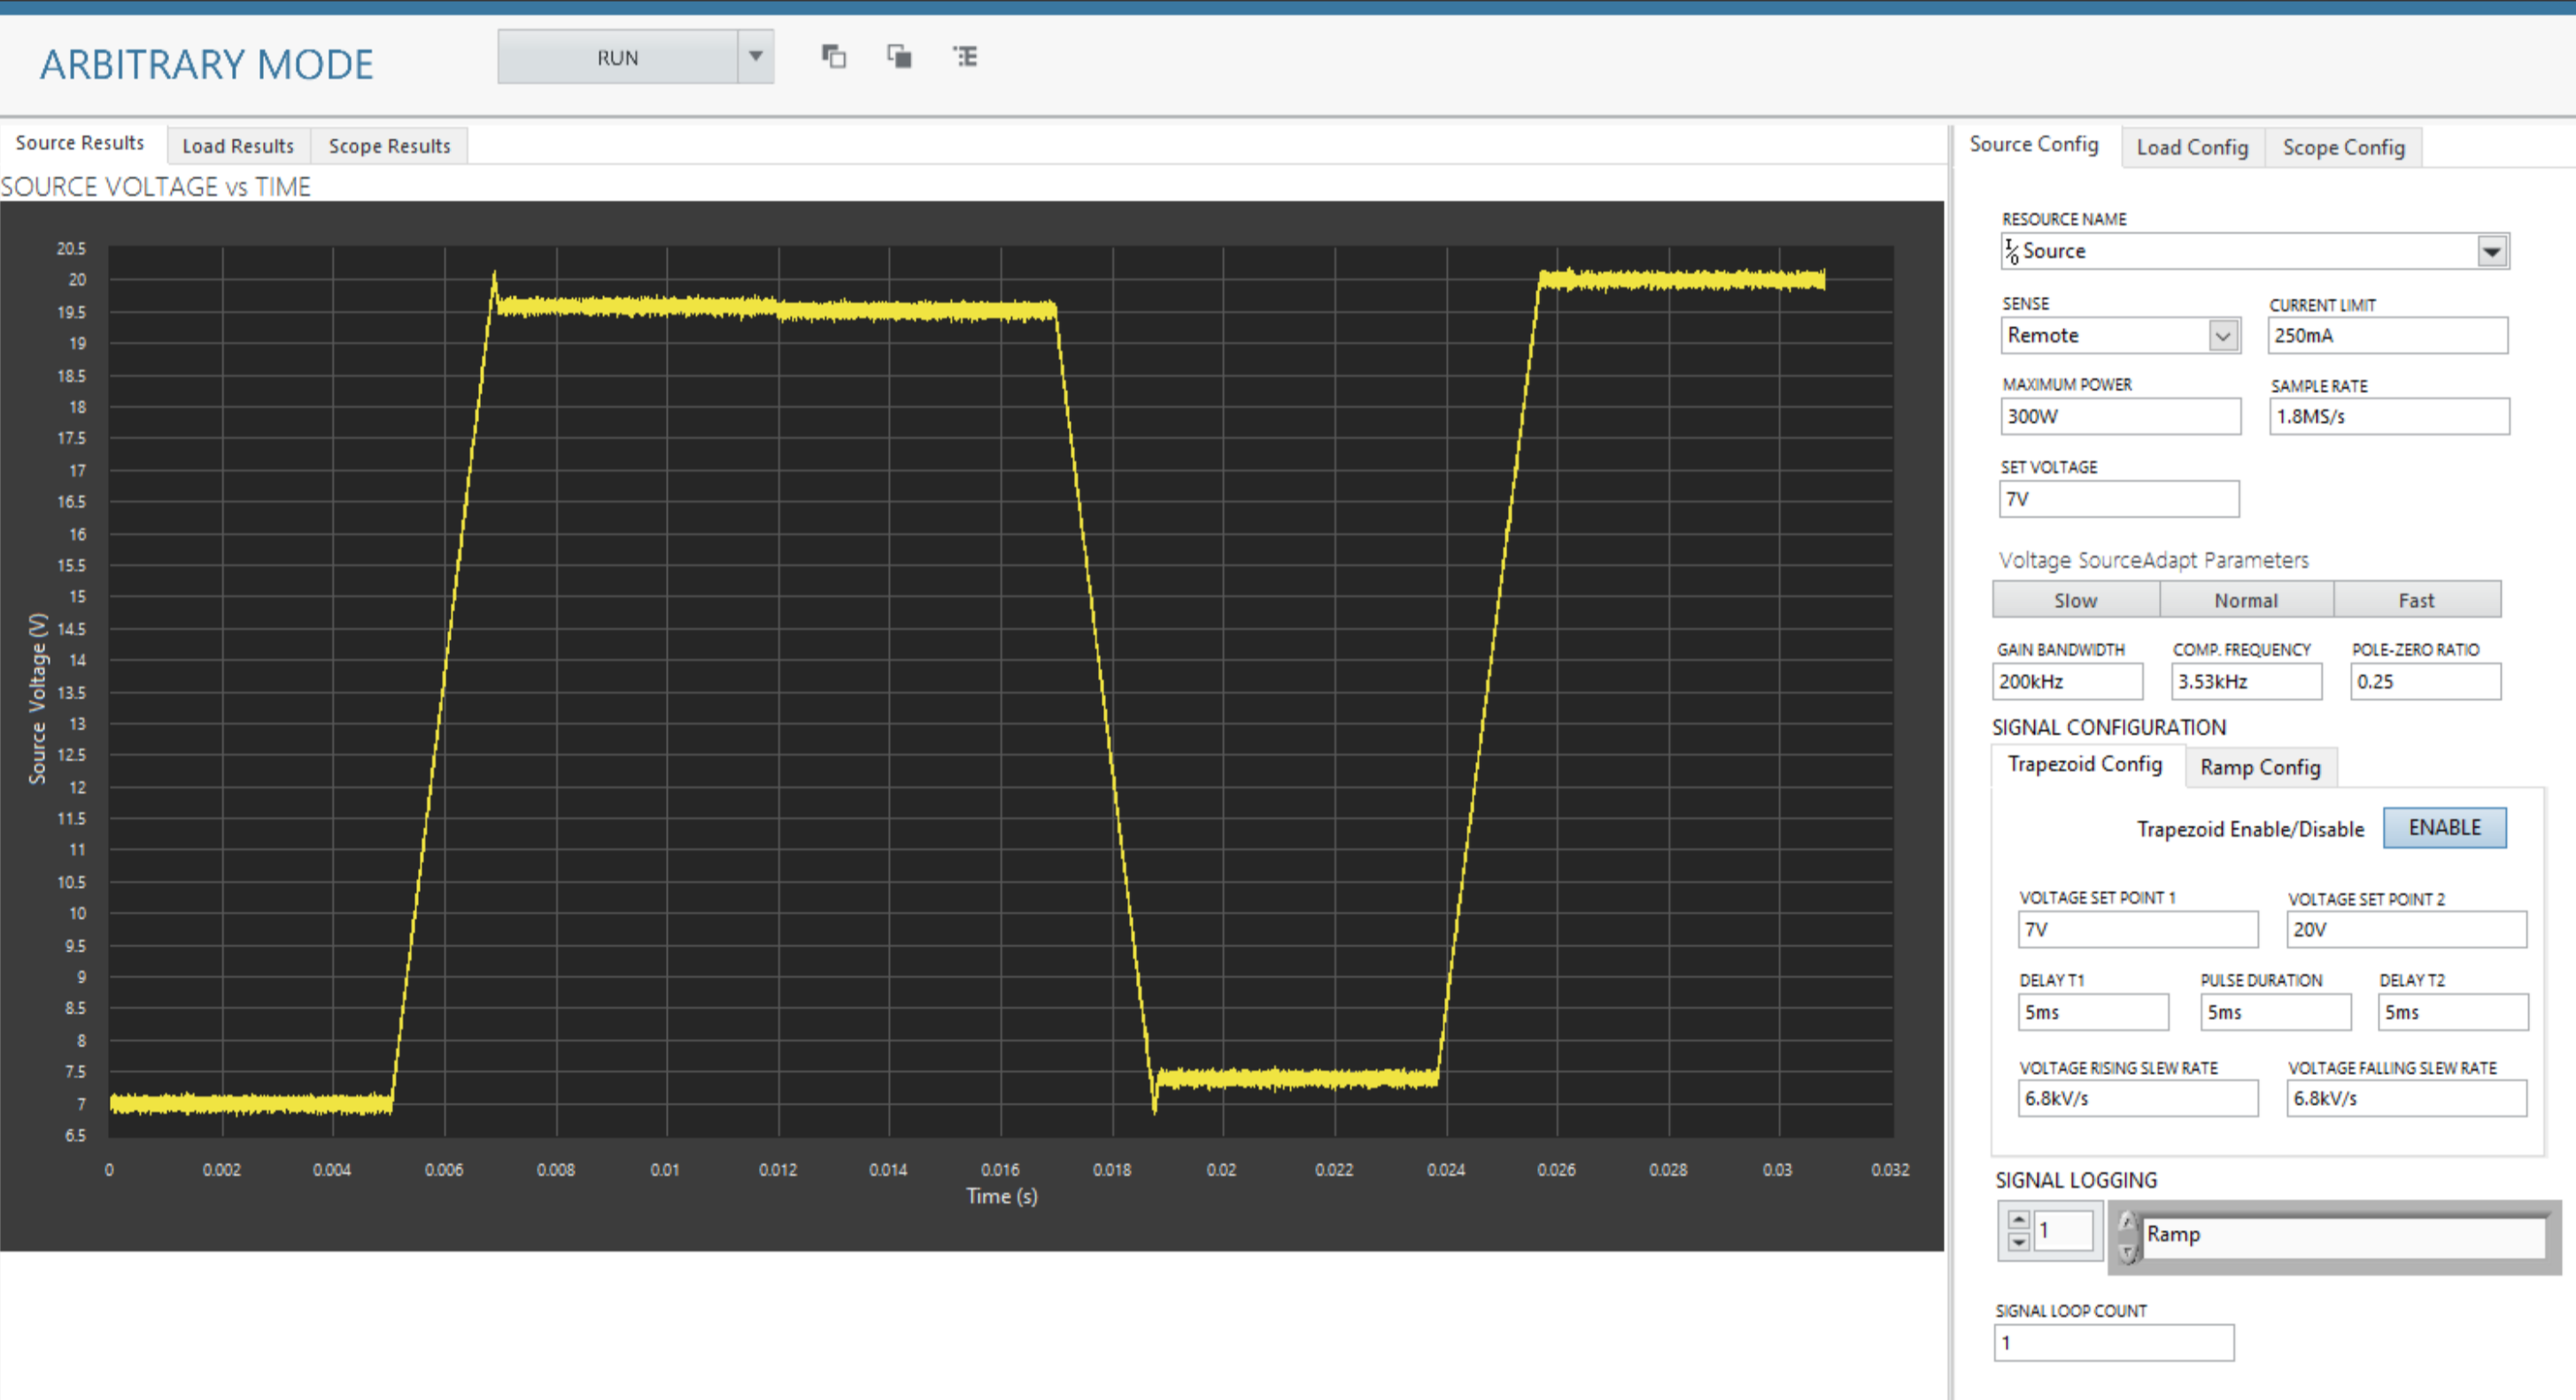 ARBITRARY MODE
RUN
Source Results Load Results Scope Results
SOURCE VOLTAGE vs TIME
20.5
20
19.5
19
18.5
18
17.5
17
16.5
16
15.5
15
14.5
14
13.5
13
12.5
12
11.5
11
10.5
10
9.5
9
8.5
8
7.5
7
6.5
Source Voltage (V)
0 0.002 0.004 0.006 0.008 0.01 0.012 0.014 0.016 0.018 0.02 0.022 0.024 0.026 0.028 0.03 0.032
Time (s)
Source Config Load Config Scope Config
RESOURCE NAME
I/O Source
SENSE CURRENT LIMIT
Remote 250mA
MAXIMUM POWER SAMPLE RATE
300W 1.8MS/s
SET VOLTAGE
7V
Voltage SourceAdapt Parameters
Slow Normal Fast
GAIN BANDWIDTH COMP. FREQUENCY POLE-ZERO RATIO
200kHz 3.53kHz 0.25
SIGNAL CONFIGURATION
Trapezoid Config Ramp Config
Trapezoid Enable/Disable ENABLE
VOLTAGE SET POINT 1 VOLTAGE SET POINT 2
7V 20V
DELAY T1 PULSE DURATION DELAY T2
5ms 5ms 5ms
VOLTAGE RISING SLEW RATE VOLTAGE FALLING SLEW RATE
6.8kV/s 6.8kV/s
SIGNAL LOGGING
1 Ramp
SIGNAL LOOP COUNT
1